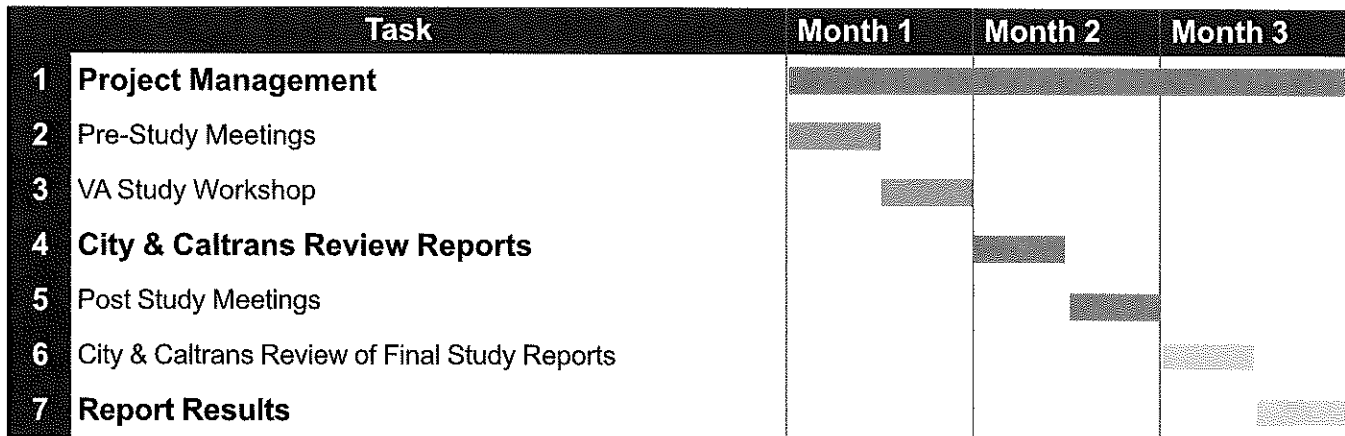 Task Month 1 Month 2 Month 3
1 Project Management
2 Pre-Study Meetings
3 VA Study Workshop
4 City & Caltrans Review Reports
5 Post Study Meetings
6 City & Caltrans Review of Final Study Reports
7 Report Results